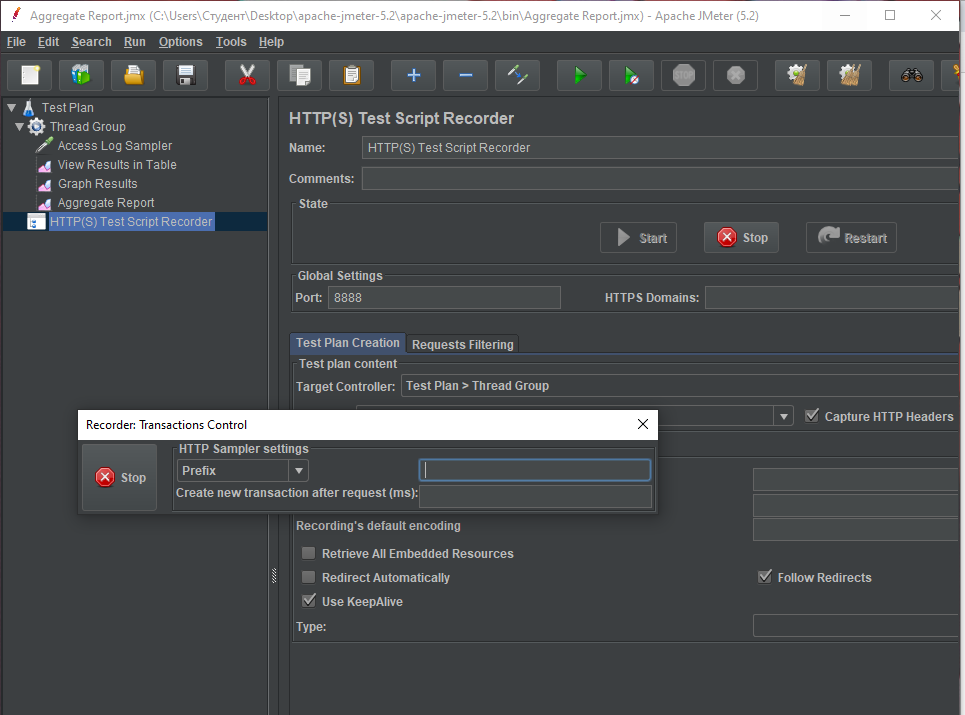 Aggregate Report.jmx (C:\Users\Студент\Desktop\apache-jmeter-5.2\apache-jmeter-5.2\bin\Aggregate Report.jmx) - Apache JMeter (5.2)
File Edit Search Run Options Tools Help
STOP
Test Plan
Thread Group
Access Log Sampler
View Results in Table
Graph Results
Aggregate Report
HTTP(S) Test Script Recorder
HTTP(S) Test Script Recorder
Name: HTTP(S) Test Script Recorder
Comments:
State
Start Stop Restart
Global Settings
Port: 8888 HTTPS Domains:
Test Plan Creation Requests Filtering
Test plan content
Target Controller: Test Plan > Thread Group
Capture HTTP Headers
Recorder: Transactions Control
Stop
HTTP Sampler settings
Prefix
Create new transaction after request (ms):
Recording's default encoding
Retrieve All Embedded Resources
Redirect Automatically Follow Redirects
Use KeepAlive
Type: